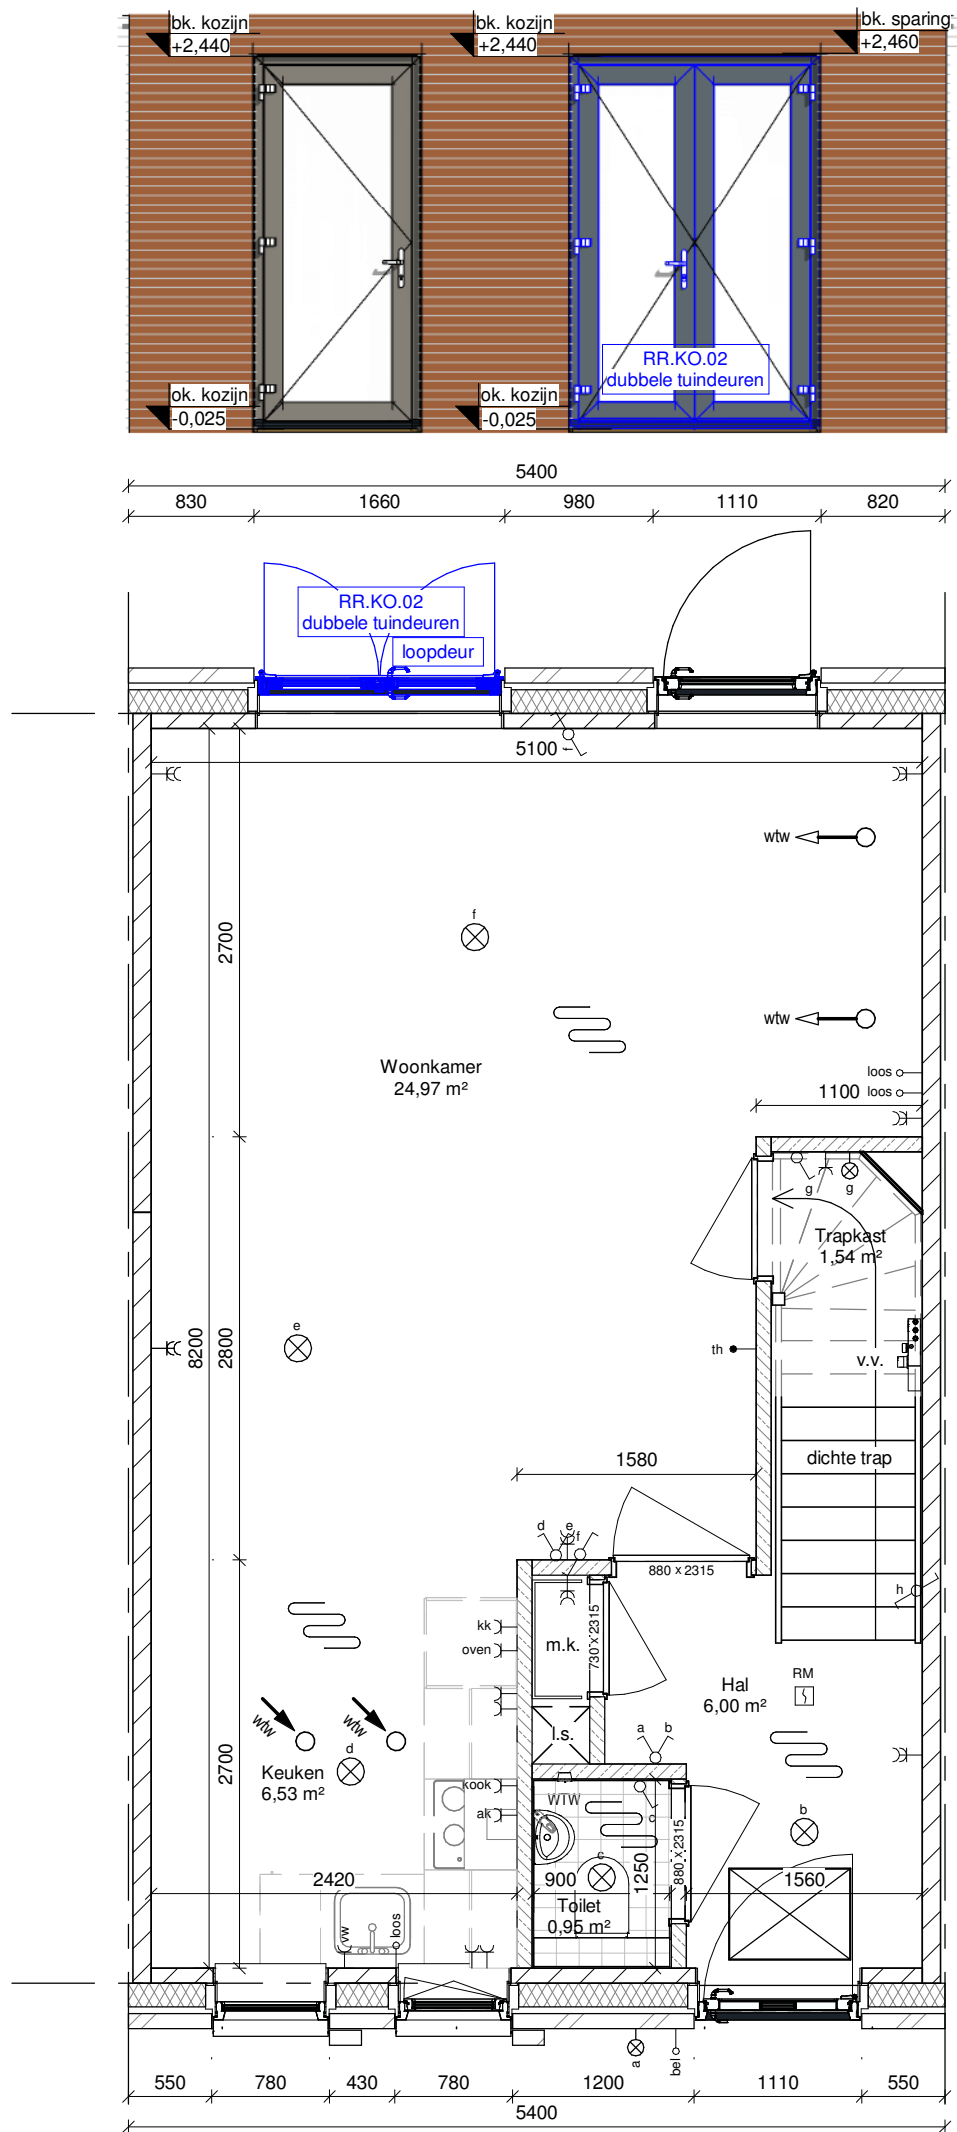 bk. kozijn
+2,440
bk. kozijn
+2,440
bk. sparing
+2,460
RR.KO.02
dubbele tuindeuren
ok. kozijn
-0,025
ok. kozijn
-0,025
5400
830 1660 980 1110 820
RR.KO.02
dubbele tuindeuren
loopdeur
f
5100
wtw
2700
f
wtw
Woonkamer
24,97 m²
loos
loos
1100
g g
Trapkast
1,54 m²
e
8200
2800
th
v.v.
dichte trap
1580
d e f
880 x 2315
h
730 x 2315
kk
oven
m.k.
Hal
6,00 m²
RM
l.s.
a b
wtw wtw
d
Keuken
6,53 m²
2700
kook
ak
WTW
c
880 x 2315
b
2420 900 1250 1560
c
Toilet
0,95 m²
vw
loos
a
bel
550 780 430 780 1200 1110 550
5400